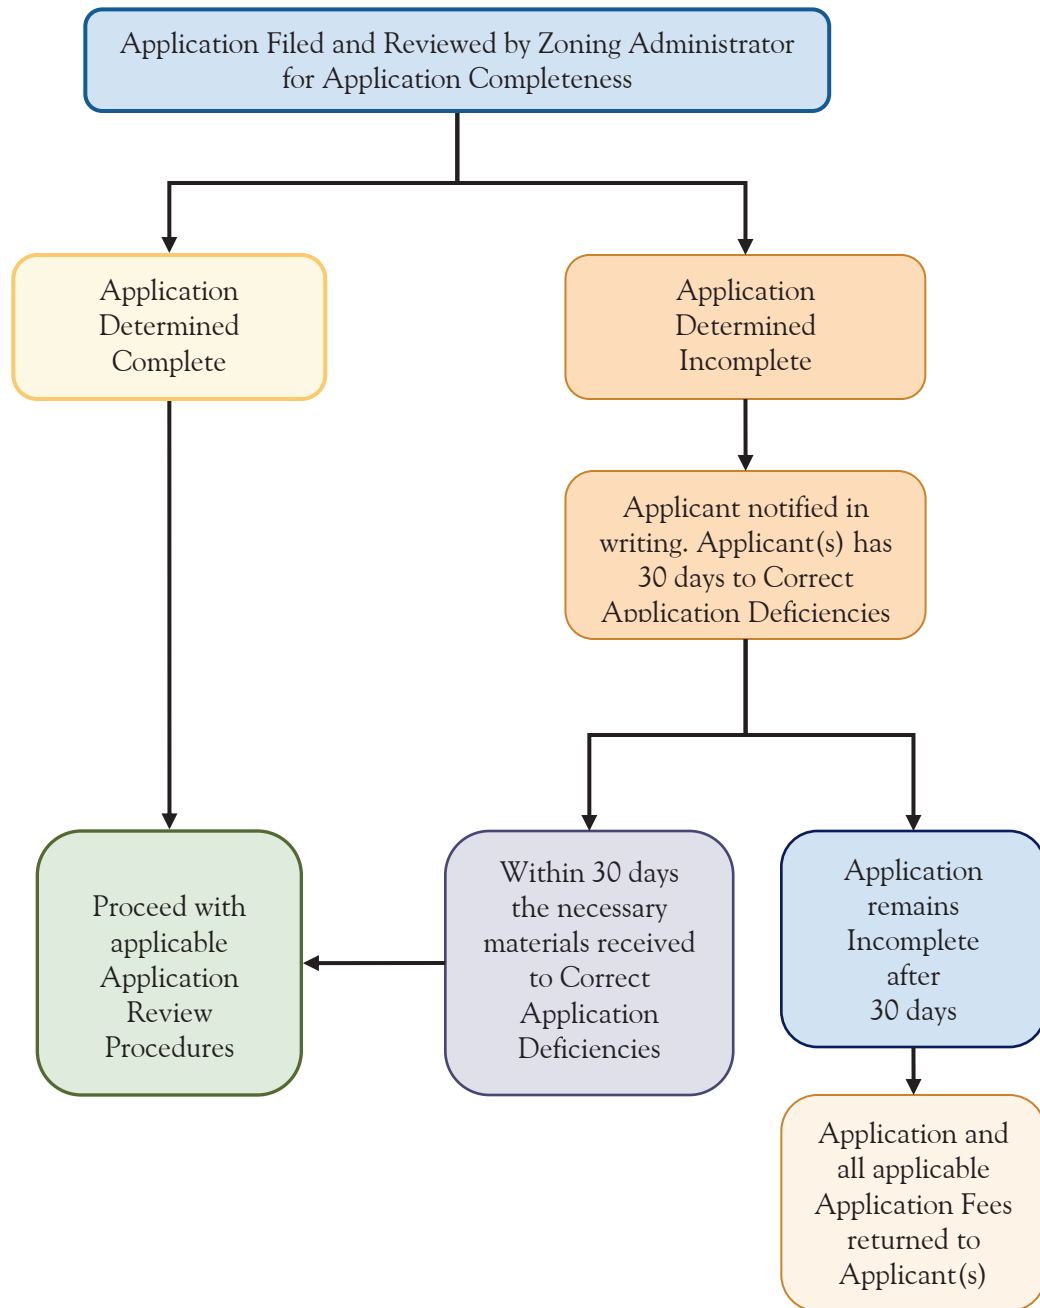 Application Filed and Reviewed by Zoning Administrator
for Application Completeness
Application
Determined
Complete
Application
Determined
Incomplete
Applicant notified in
writing. Applicant(s) has
30 days to Correct
Application Deficiencies
Proceed with
applicable
Application
Review
Procedures
Within 30 days
the necessary
materials received
to Correct
Application
Deficiencies
Application
remains
Incomplete
after
30 days
Application and
all applicable
Application Fees
returned to
Applicant(s)